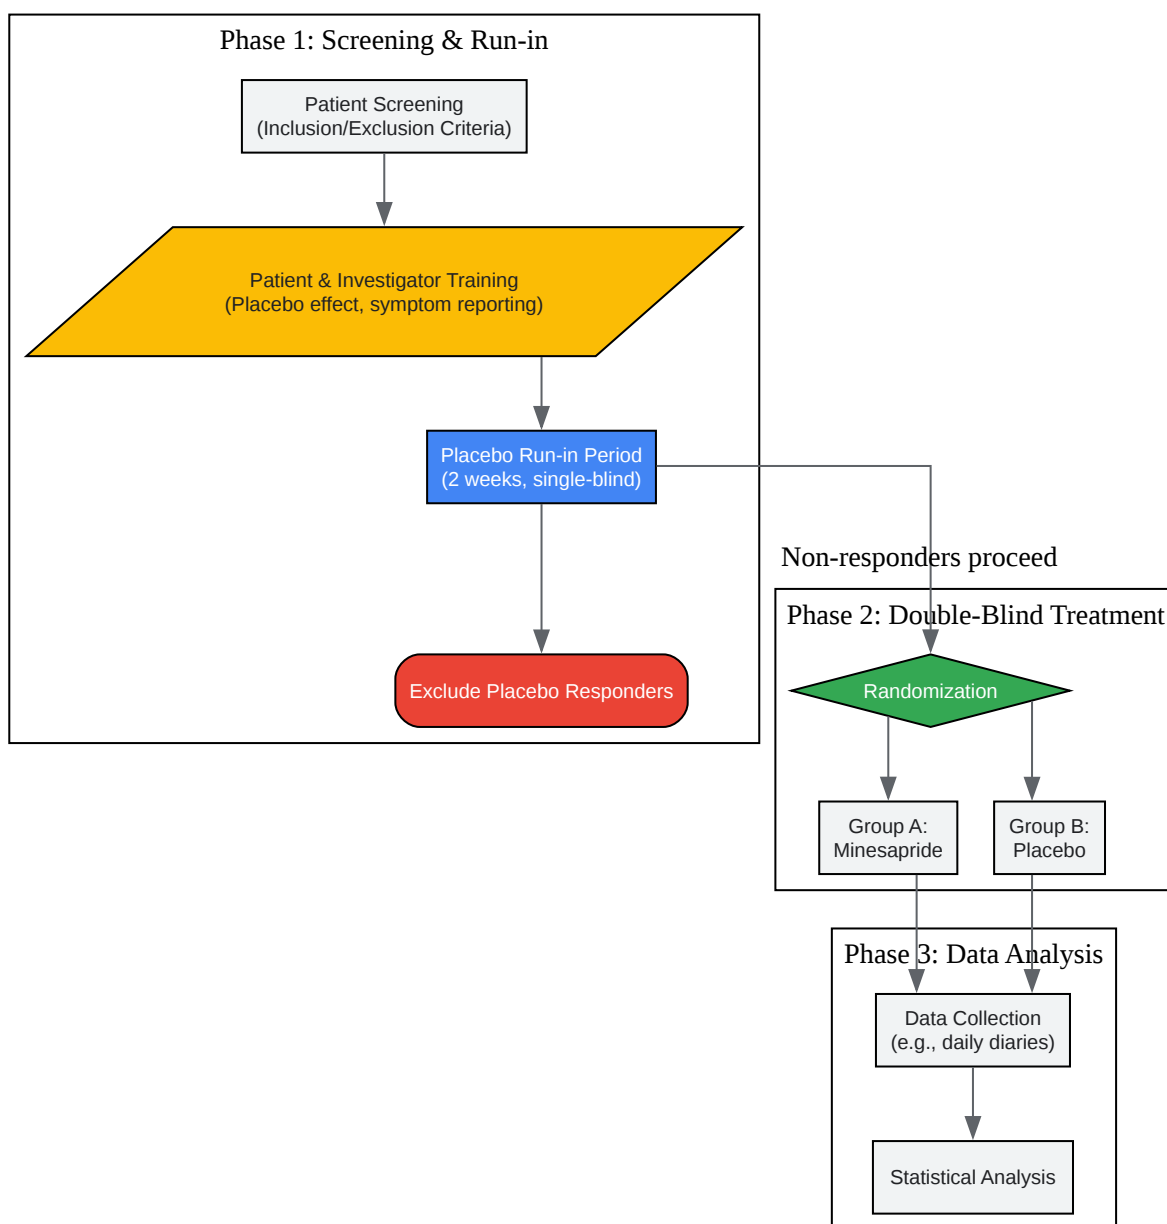 Phase 1: Screening & Run-in
Patient Screening
(Inclusion/Exclusion Criteria)
Patient & Investigator Training
(Placebo effect, symptom reporting)
Placebo Run-in Period
(2 weeks, single-blind)
Exclude Placebo Responders
Non-responders proceed
Phase 2: Double-Blind Treatment
Randomization
Group A:
Minesapride
Group B:
Placebo
Phase 3: Data Analysis
Data Collection
(e.g., daily diaries)
Statistical Analysis